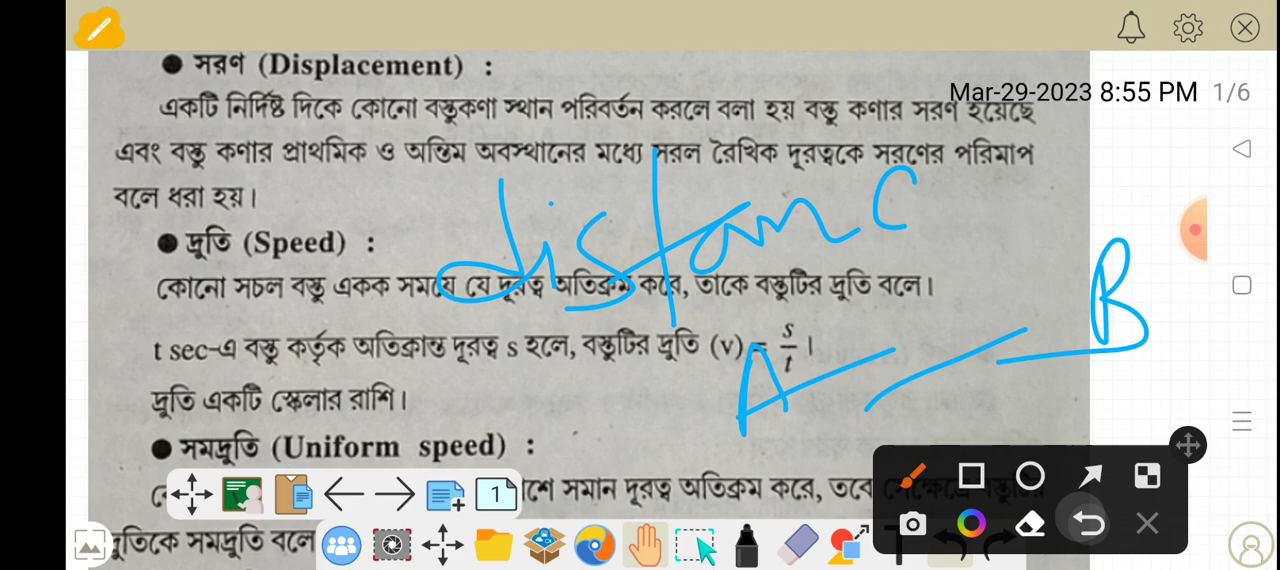 ● সরণ (Displacement) :
Mar-29-2023 8:55 PM 1/6
একটি নির্দিষ্ট দিকে কোনো বস্তুকণা স্থান পরিবর্তন করলে বলা হয় বস্তু কণার সরণ হয়েছে
এবং বস্তু কণার প্রাথমিক ও অন্তিম অবস্থানের মধ্যে সরল রৈখিক দূরত্বকে সরণের পরিমাপ
বলে ধরা হয়।
distanc
● দ্রুতি (Speed) :
কোনো সচল বস্তু একক সময়ে যে দূরত্ব অতিক্রম করে, তাকে বস্তুটির দ্রুতি বলে।
B
t sec-এ বস্তু কর্তৃক অতিক্রান্ত দূরত্ব s হলে, বস্তুটির দ্রুতি (v) = s/t ।
A
দ্রুতি একটি স্কেলার রাশি।
● সমদ্রুতি (Uniform speed) :
সমান দূরত্ব অতিক্রম করে, তবে
1
দ্রুতিকে সমদ্রুতি বলে
T